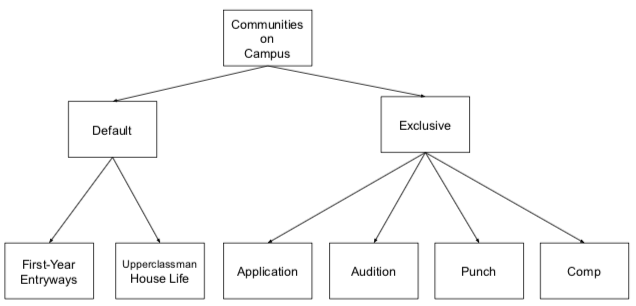 Communities
on
Campus
Default
Exclusive
First-Year
Entryways
Upperclassman
House Life
Application
Audition
Punch
Comp